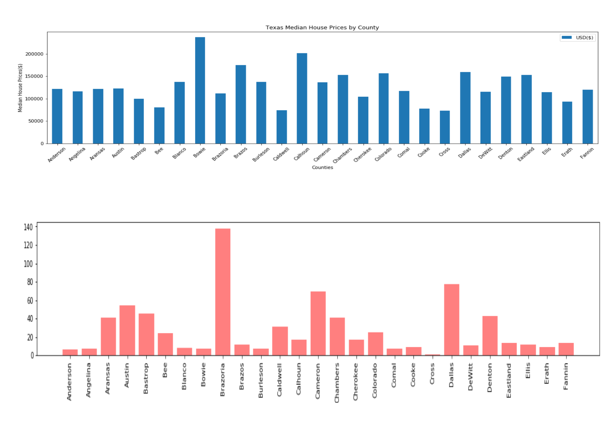 Texas Median House Prices by County
USD($)
Median House Prices($)
200000
150000
100000
50000
0
Anderson
Angelina
Aransas
Austin
Bastrop
Bee
Blanco
Bowie
Brazoria
Brazos
Burleson
Caldwell
Calhoun
Cameron
Chambers
Cherokee
Colorado
Comal
Cooke
Cross
Dallas
DeWitt
Denton
Eastland
Ellis
Erath
Fannin
Counties
140
120
100
80
60
40
20
0
Anderson
Angelina
Aransas
Austin
Bastrop
Bee
Blanco
Bowie
Brazoria
Brazos
Burleson
Caldwell
Calhoun
Cameron
Chambers
Cherokee
Colorado
Comal
Cooke
Cross
Dallas
DeWitt
Denton
Eastland
Ellis
Erath
Fannin